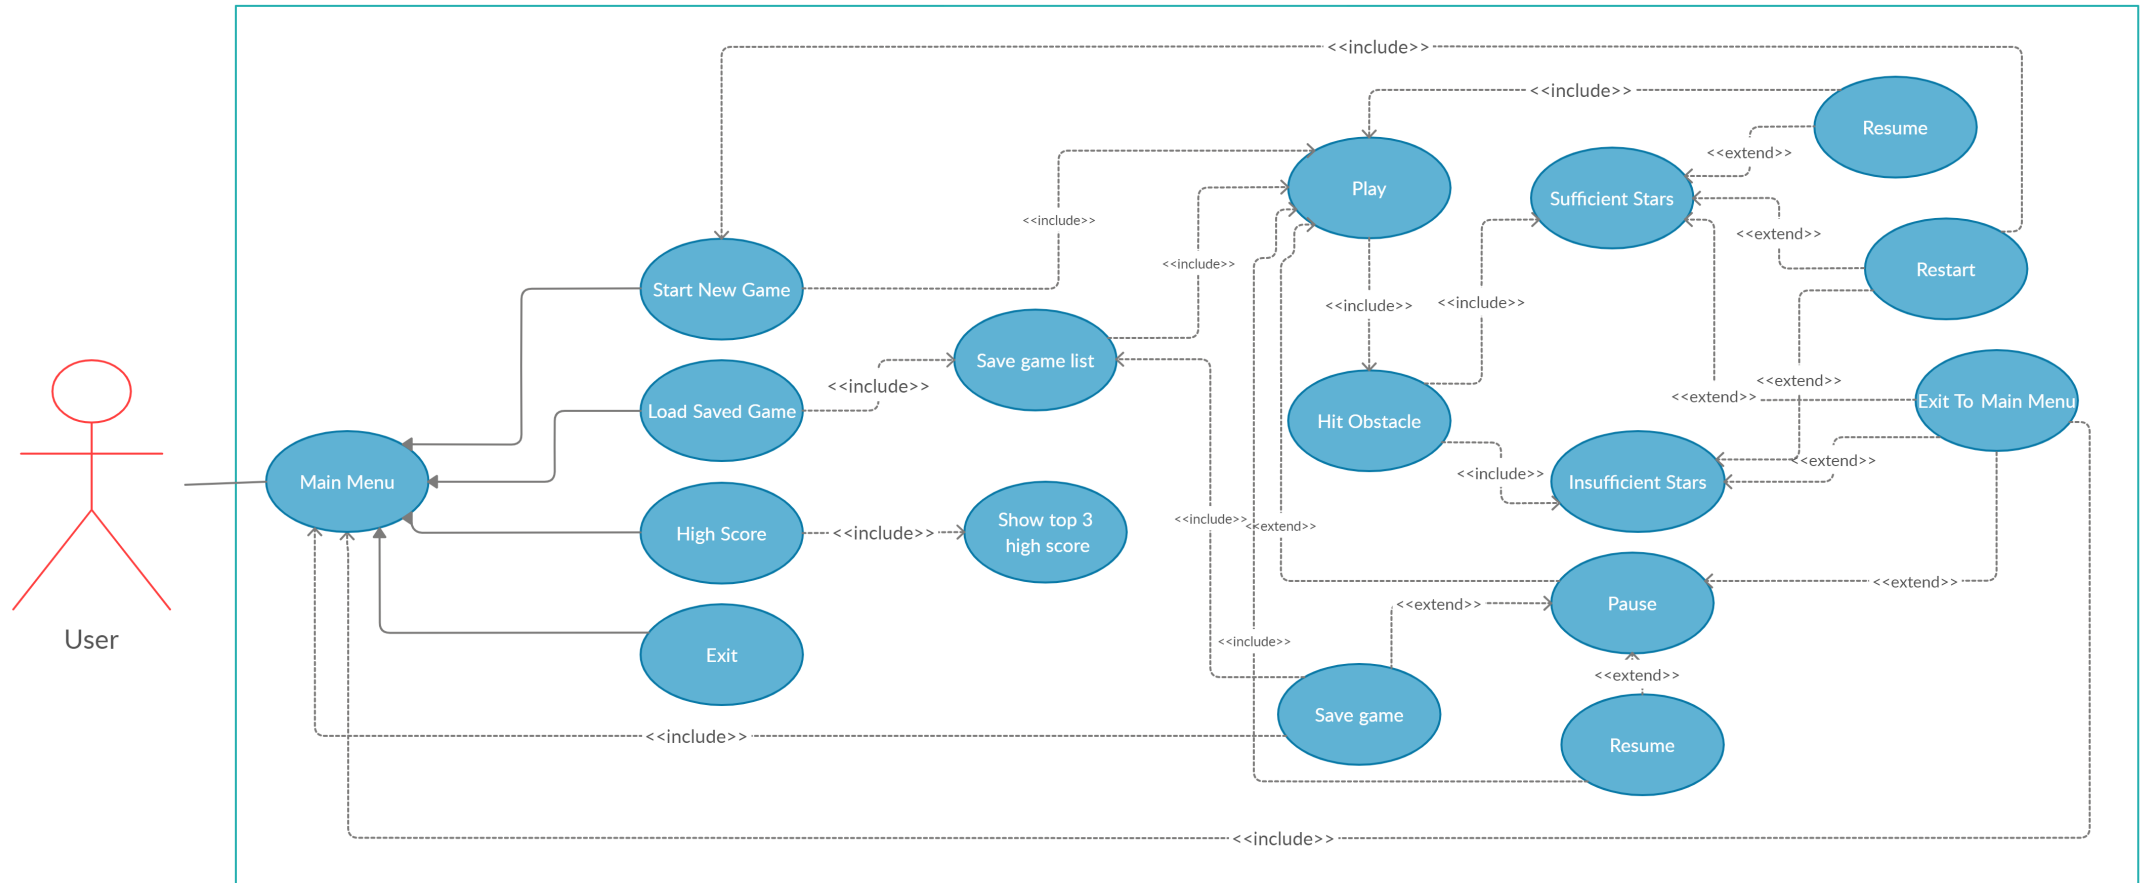 <<include>>
<<include>>
Resume
<<extend>>
Play
Sufficient Stars
<<include>>
<<extend>>
<<include>>
Restart
Start New Game
<<include>>
<<include>>
Save game list
<<extend>>
<<include>>
<<extend>>
Exit To Main Menu
Load Saved Game
Hit Obstacle
<<extend>>
<<include>>
Main Menu
Insufficient Stars
Show top 3
high score
<<include>>
<<extend>>
High Score
<<include>>
<<extend>>
<<extend>>
Pause
User
<<include>>
Exit
<<extend>>
Save game
<<include>>
Resume
<<include>>